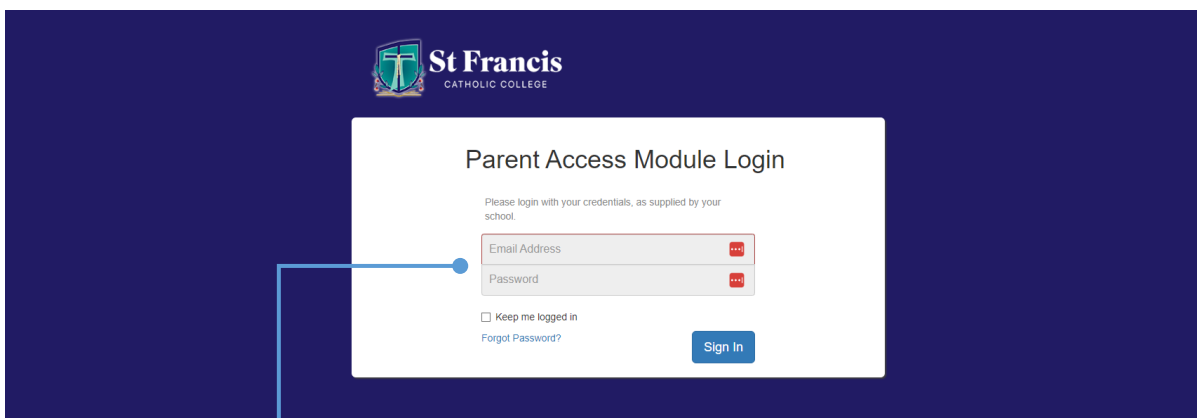 St Francis
CATHOLIC COLLEGE
Parent Access Module Login
Please login with your credentials, as supplied by your
school.
Email Address
Password
Keep me logged in
Forgot Password?
Sign In